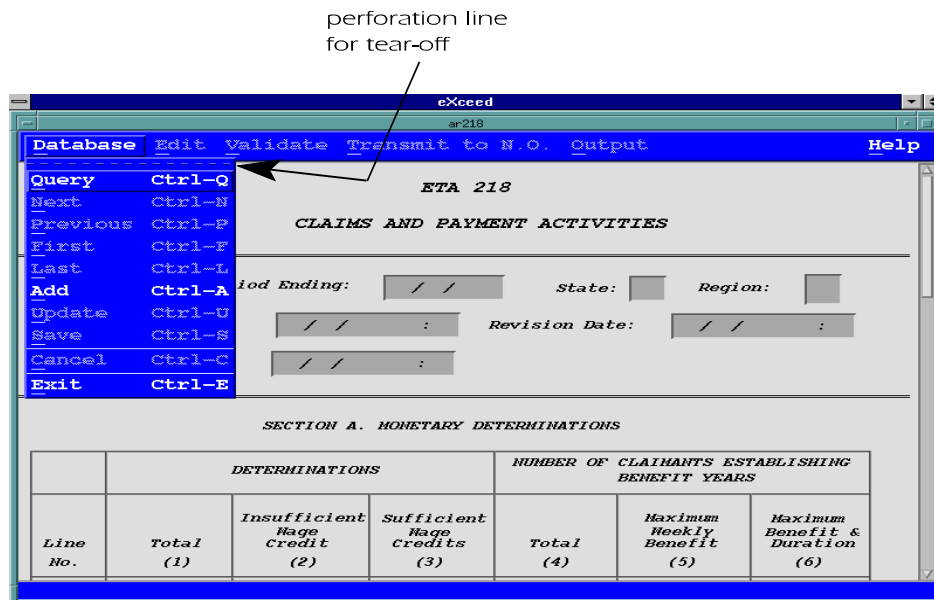 perforation line
for tear-off
eXceed
ar218
Database Edit Validate Transmit to N.O. Output Help
Query Ctrl-Q
Next Ctrl-N
Previous Ctrl-P
First Ctrl-F
Last Ctrl-L
Add Ctrl-A
Update Ctrl-U
Save Ctrl-S
Cancel Ctrl-C
Exit Ctrl-E
ETA 218
CLAIMS AND PAYMENT ACTIVITIES
iod Ending: / / State: Region:
/ / : Revision Date: / / :
/ / :
SECTION A. MONETARY DETERMINATIONS
DETERMINATIONS
NUMBER OF CLAIMANTS ESTABLISHING
BENEFIT YEARS
Line
No.
Total
(1)
Insufficient
Wage
Credit
(2)
Sufficient
Wage
Credits
(3)
Total
(4)
Maximum
Weekly
Benefit
(5)
Maximum
Benefit &
Duration
(6)